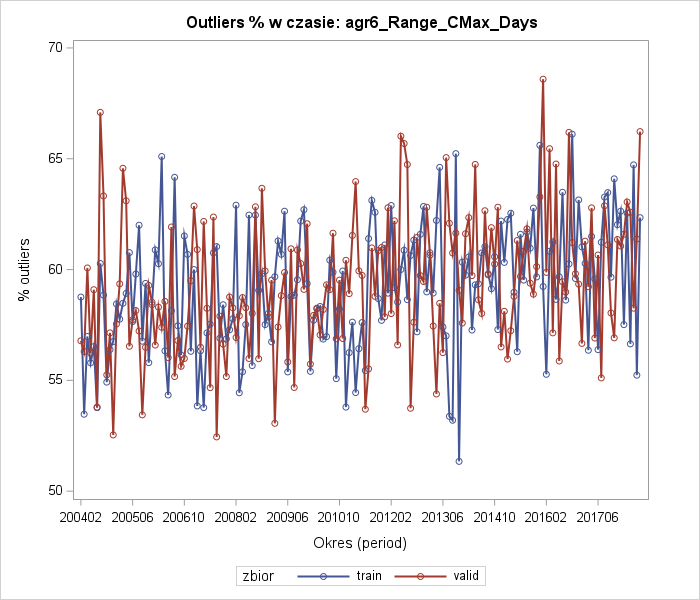 Outliers % w czasie: agr6_Range_CMax_Days
% outliers
70
65
60
55
50
200402 200506 200610 200802 200906 201010 201202 201306 201410 201602 201706
Okres (period)
zbior train valid